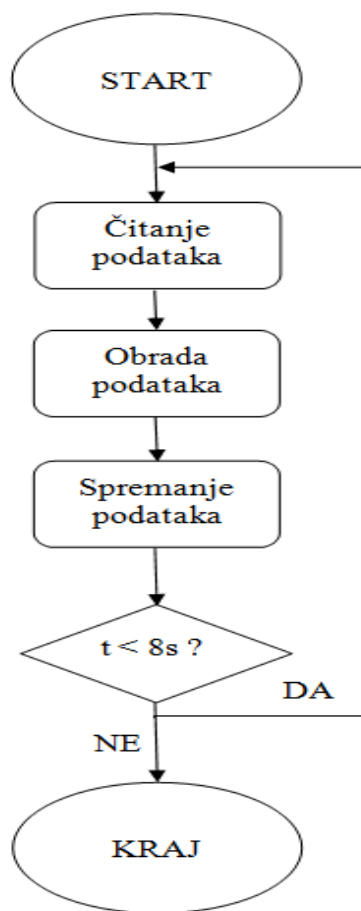 START
Čitanje
podataka
Obrada
podataka
Spremanje
podataka
t < 8s ?
DA
NE
KRAJ